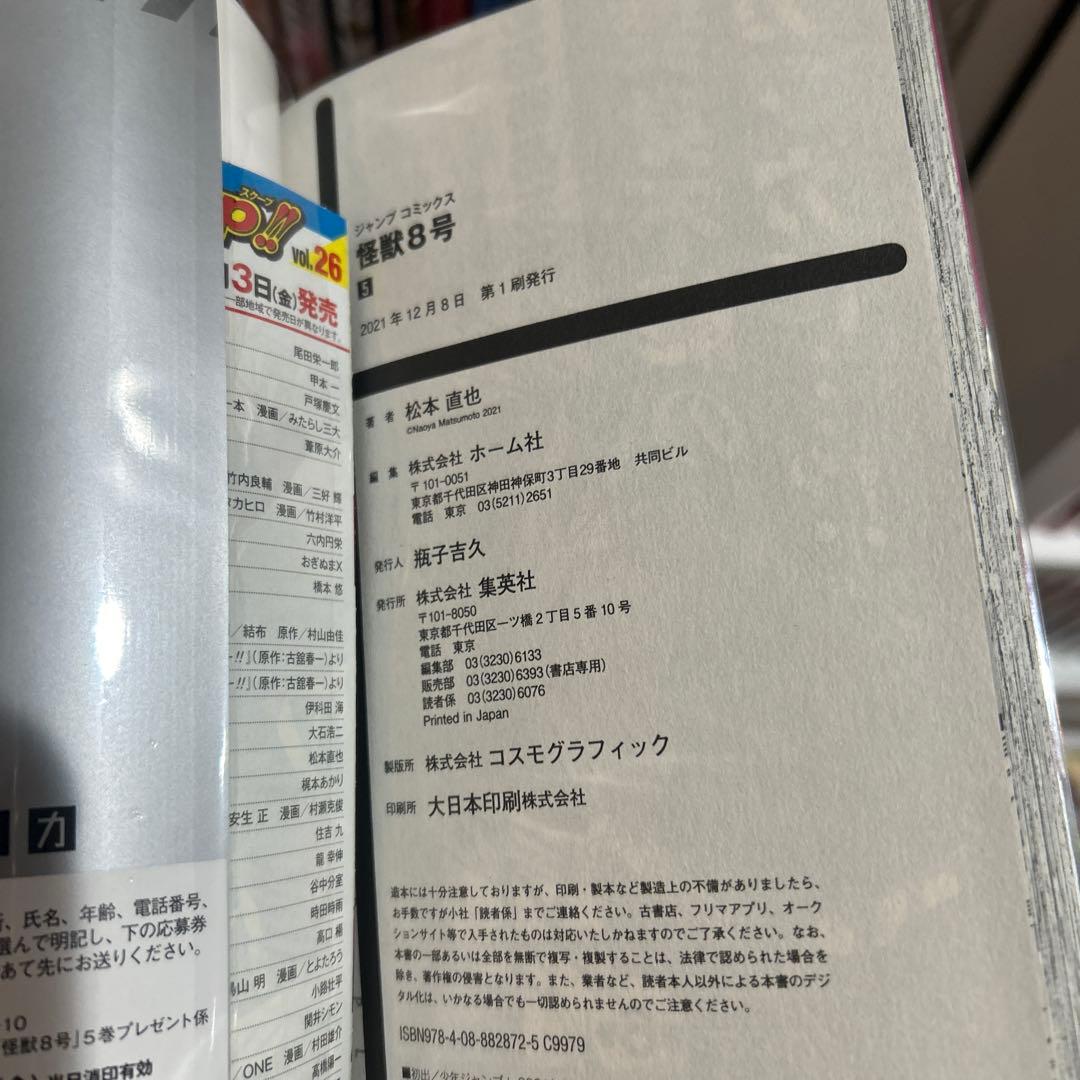 カ
氏名、年齢、電話番号、
選んで明記し、下の応募券
あて先にお送りください。
10
怪獣8号」5巻プレゼント係
当日消印有効
スクープ
p!!
vol.26
3日(金)発売
一部地域で発売日が異なります。
尾田栄一郎
甲本 一
戸塚慶文
一本 漫画/みたらし三大
葦原大介
竹内良輔 漫画/三好 輝
タカヒロ 漫画/竹村洋平
六内円栄
おぎぬまX
橋本 悠
/結布 原作/村山由佳
ー!!』(原作:古舘春一)より
ー!!』(原作:古舘春一)より
伊科田 海
大石浩二
松本直也
梶本あかり
安生 正 漫画/村瀬克俊
住吉 九
龍 幸伸
谷中分室
時田時雨
高口 楊
山 明 漫画/とよたろう
小路壮平
関井シモン
/ONE 漫画/村田雄介
高橋陽一
ジャンプ コミックス
怪獣8号
5
2021年12月8日 第1刷発行
著者 松本 直也
©Naoya Matsumoto 2021
編集 株式会社 ホーム社
〒101-0051
東京都千代田区神田神保町3丁目29番地 共同ビル
電話 東京 03(5211)2651
発行人 瓶子吉久
発行所 株式会社 集英社
〒101-8050
東京都千代田区一ツ橋2丁目5番10号
電話 東京
編集部 03(3230)6133
販売部 03(3230)6393(書店専用)
読者係 03(3230)6076
Printed in Japan
製版所 株式会社 コスモグラフィック
印刷所 大日本印刷株式会社
造本には十分注意しておりますが、印刷・製本など製造上の不備がありましたら、
お手数ですが小社「読者係」までご連絡ください。古書店、フリマアプリ、オーク
ションサイト等で入手されたものは対応いたしかねますのでご了承ください。なお、
本書の一部あるいは全部を無断で複写・複製することは、法律で認められた場合を
除き、著作権の侵害となります。また、業者など、読者本人以外による本書のデジ
タル化は、いかなる場合でも一切認められませんのでご注意ください。
ISBN978-4-08-882872-5 C9979
■初出/少年ジャンプ+